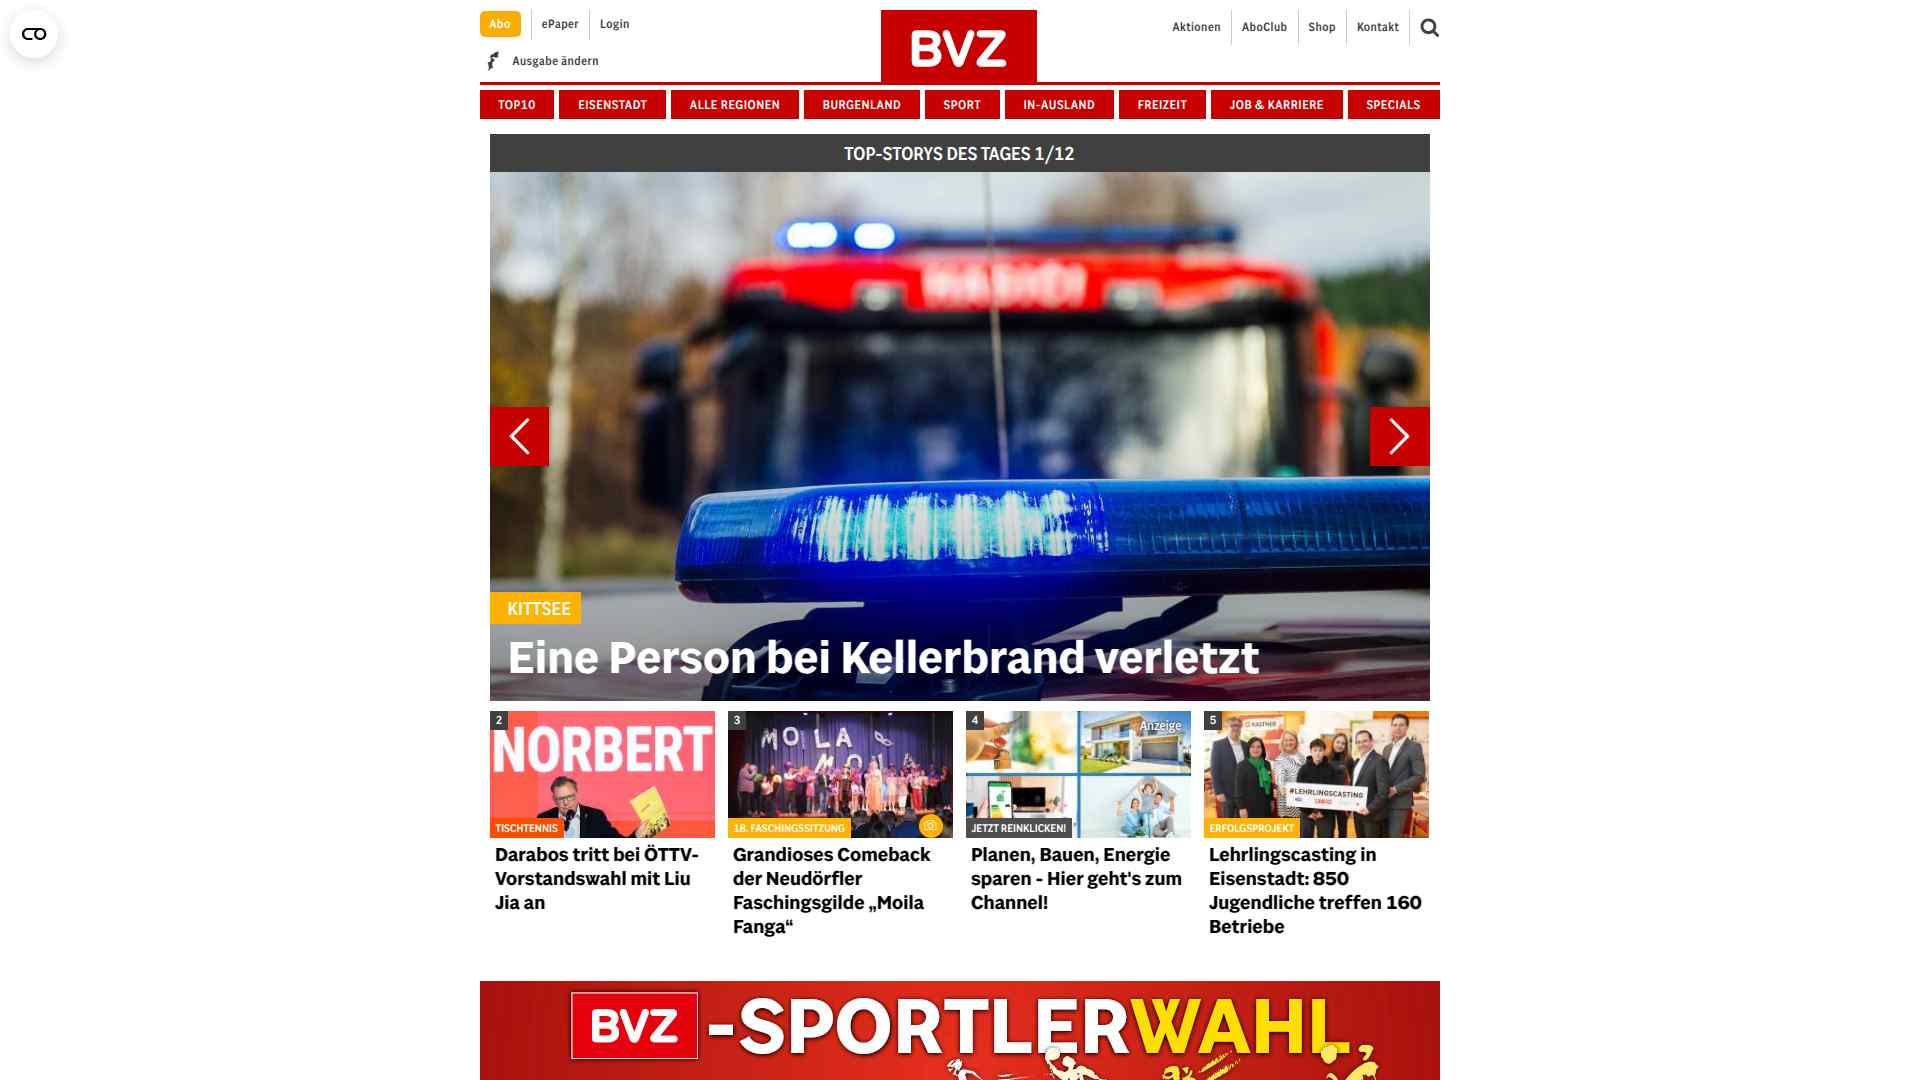 Abo
ePaper
Login
BVZ
Aktionen
AboClub
Shop
Kontakt
Ausgabe ändern
TOP10
EISENSTADT
ALLE REGIONEN
BURGENLAND
SPORT
IN-AUSLAND
FREIZEIT
JOB & KARRIERE
SPECIALS
TOP-STORYS DES TAGES 1/12
KITTSEE
Eine Person bei Kellerbrand verletzt
2
NORBERT
TISCHTENNIS
Darabos tritt bei ÖTTV-
Vorstandswahl mit Liu
Jia an
3
MOILA
MOILA
18. FASCHINGSSITZUNG
Grandioses Comeback
der Neudörfler
Faschingsgilde „Moila
Fanga“
4
Anzeige
JETZT REINKLICKEN!
Planen, Bauen, Energie
sparen - Hier geht's zum
Channel!
5
KASTNER
#LEHRLINGSCASTING
ERFOLGSPROJEKT
Lehrlingscasting in
Eisenstadt: 850
Jugendliche treffen 160
Betriebe
BVZ-SPORTLERWAHL